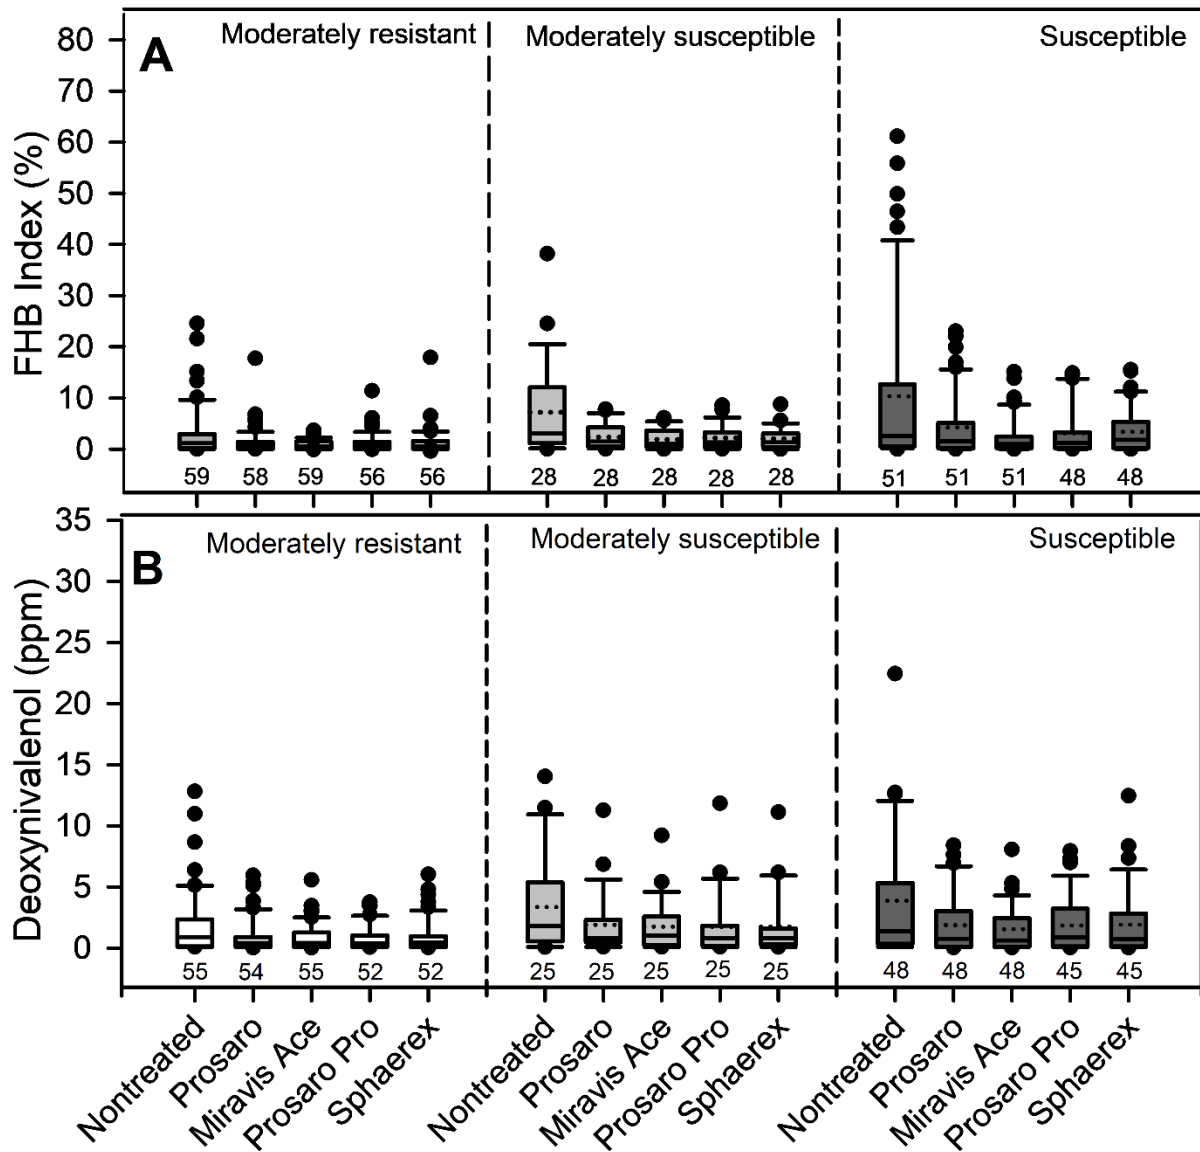 A
Moderately resistant
Moderately susceptible
Susceptible
FHB Index (%)
80
70
60
50
40
30
20
10
0
59 58 59 56 56 28 28 28 28 28 51 51 51 48 48
B
Moderately resistant
Moderately susceptible
Susceptible
Deoxynivalenol (ppm)
35
30
25
20
15
10
5
0
55 54 55 52 52 25 25 25 25 25 48 48 48 45 45
Nontreated
Prosaro
Miravis Ace
Prosaro Pro
Sphaerex
Nontreated
Prosaro
Miravis Ace
Prosaro Pro
Sphaerex
Nontreated
Prosaro
Miravis Ace
Prosaro Pro
Sphaerex